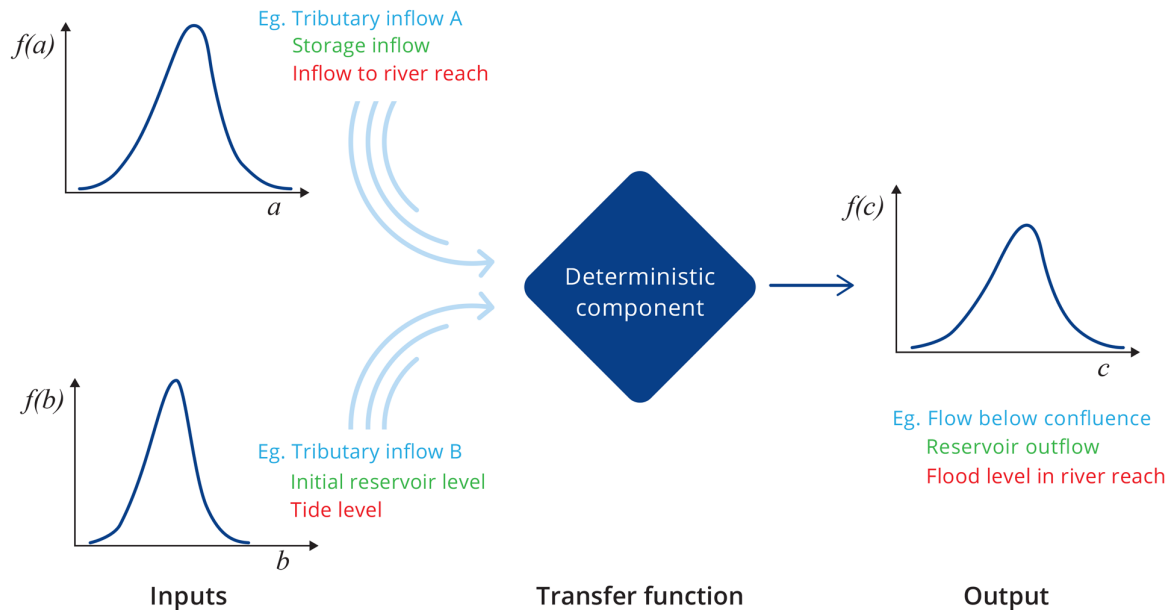 f(a)
a
Eg. Tributary inflow A
Storage inflow
Inflow to river reach
f(b)
b
Eg. Tributary inflow B
Initial reservoir level
Tide level
Deterministic
component
f(c)
c
Eg. Flow below confluence
Reservoir outflow
Flood level in river reach
Inputs
Transfer function
Output